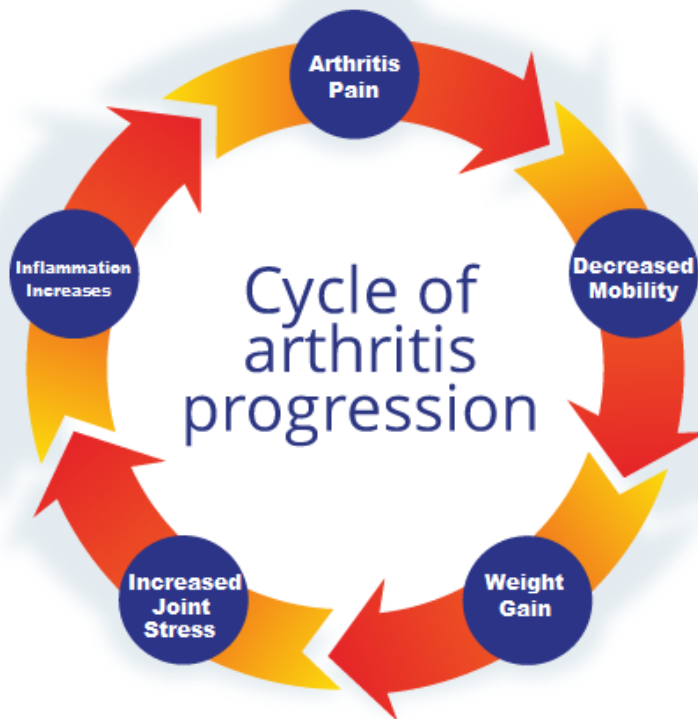 Arthritis
Pain
Decreased
Mobility
Weight
Gain
Increased
Joint
Stress
Inflammation
Increases
Cycle of
arthritis
progression